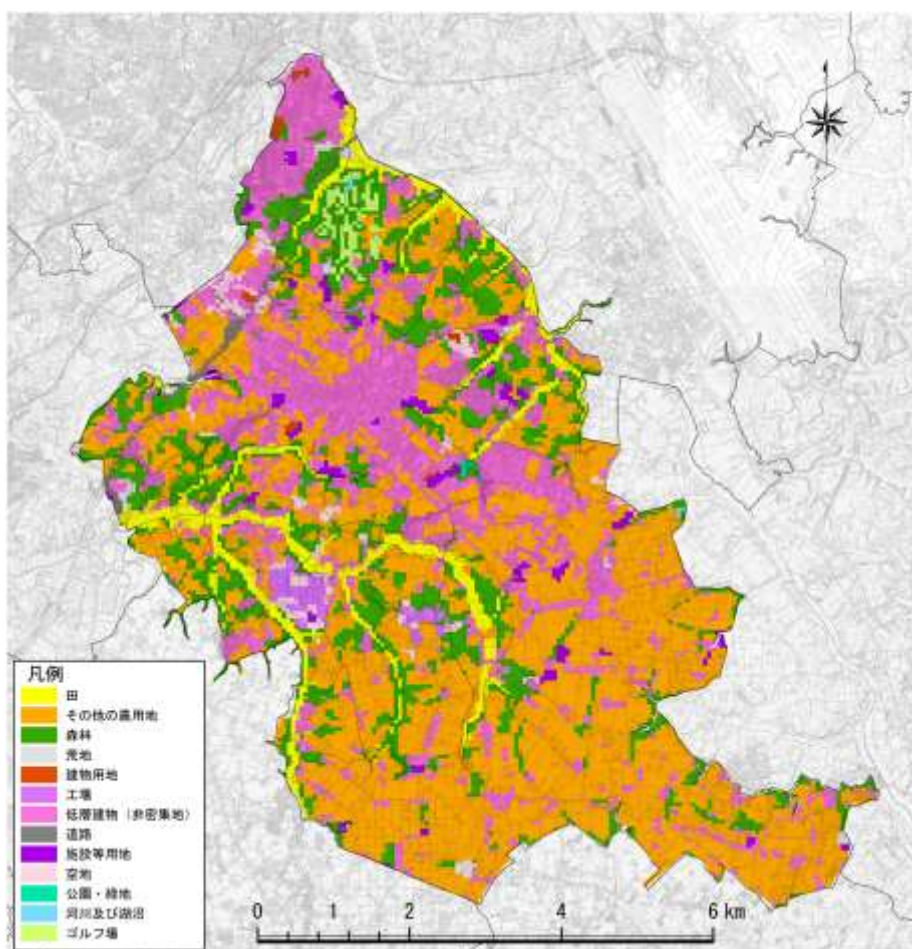 凡例
田
その他の農用地
森林
荒地
建物用地
工場
低層建物（非密集地）
道路
施設等用地
空地
公園・緑地
河川及び湖沼
ゴルフ場
0 1 2 4 6 km